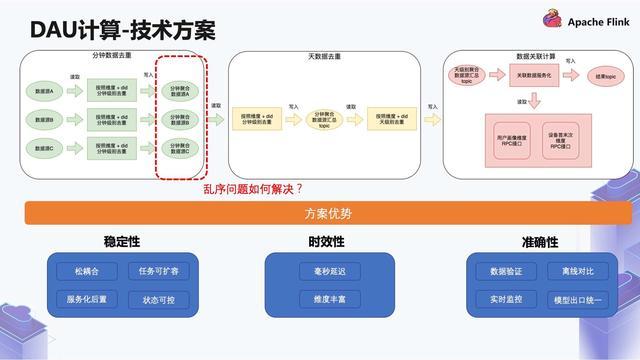 DAU计算-技术方案
Apache Flink
分钟数据去重
数据源A
读取
按照维度 + did
分钟级别去重
写入
分钟聚合
数据源A
数据源B
按照维度 + did
分钟级别去重
分钟聚合
数据源B
数据源C
按照维度 + did
分钟级别去重
分钟聚合
数据源C
读取
天数据去重
按照维度 + did
分钟级别去重
写入
分钟聚合
数据源汇总
topic
读取
按照维度 + did
天级别去重
写入
数据关联计算
天级别聚合
数据源汇总
topic
关联数据服务化
写入
结果topic
读取
用户画像维度
RPC接口
设备首末次
维度
RPC接口
乱序问题如何解决？
方案优势
稳定性
松耦合
任务可扩容
服务化后置
状态可控
时效性
毫秒延迟
维度丰富
准确性
数据验证
离线对比
实时监控
模型出口统一